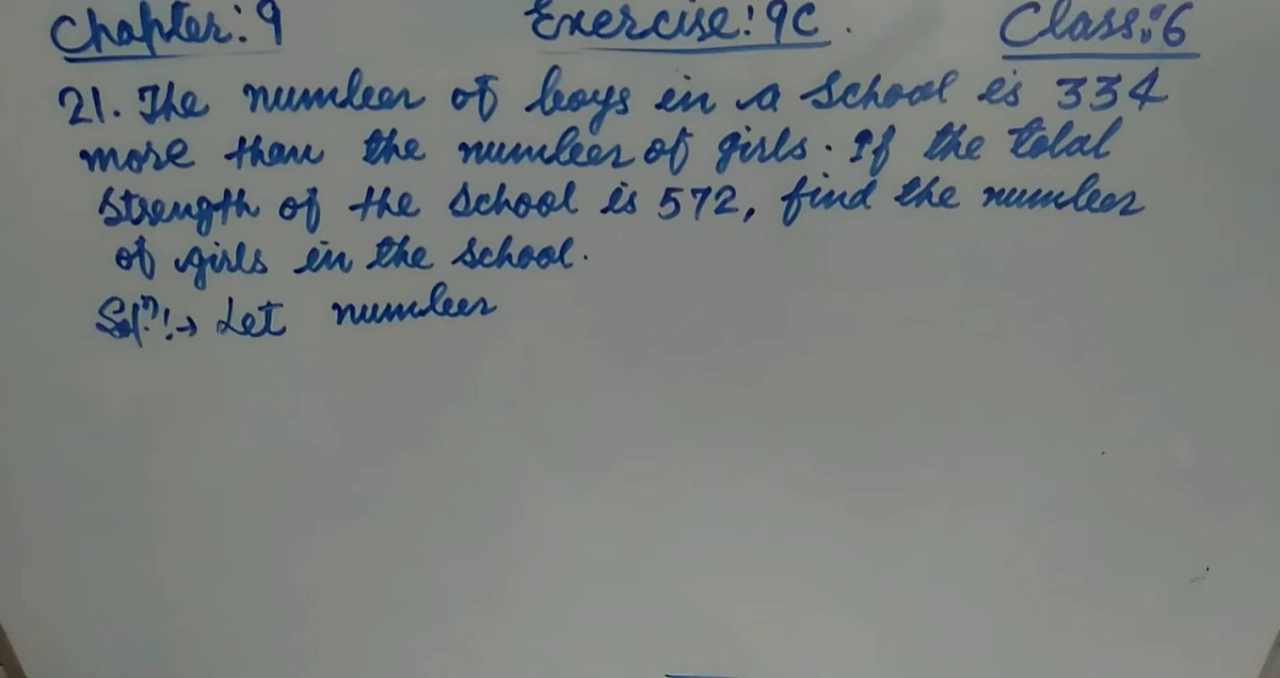 Chapter: 9 Exercise: 9C. Class: 6
21. The number of boys in a school is 334
more than the number of girls. If the total
strength of the school is 572, find the number
of girls in the school.
Solⁿ: → Let number